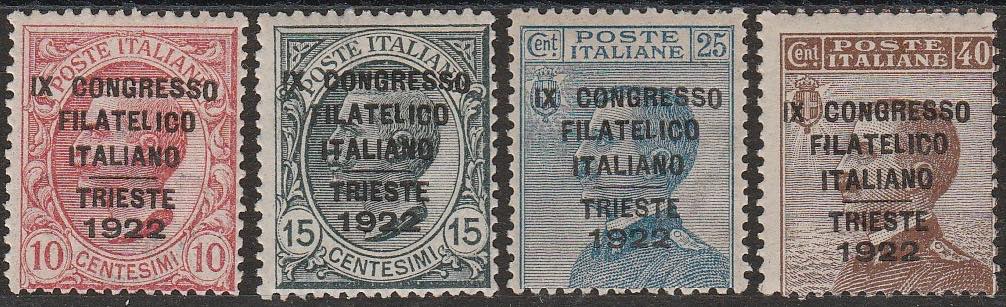 POSTE ITALIANE
IX CONGRESSO
FILATELICO
ITALIANO
TRIESTE
1922
10 CENTESIMI 10
POSTE ITALIANE
IX CONGRESSO
FILATELICO
ITALIANO
TRIESTE
1922
15 CENTESIMI 15
Cent POSTE 25
ITALIANE
IX CONGRESSO
FILATELICO
ITALIANO
TRIESTE
1922
Cent POSTE 40
ITALIANE
IX CONGRESSO
FILATELICO
ITALIANO
TRIESTE
1922